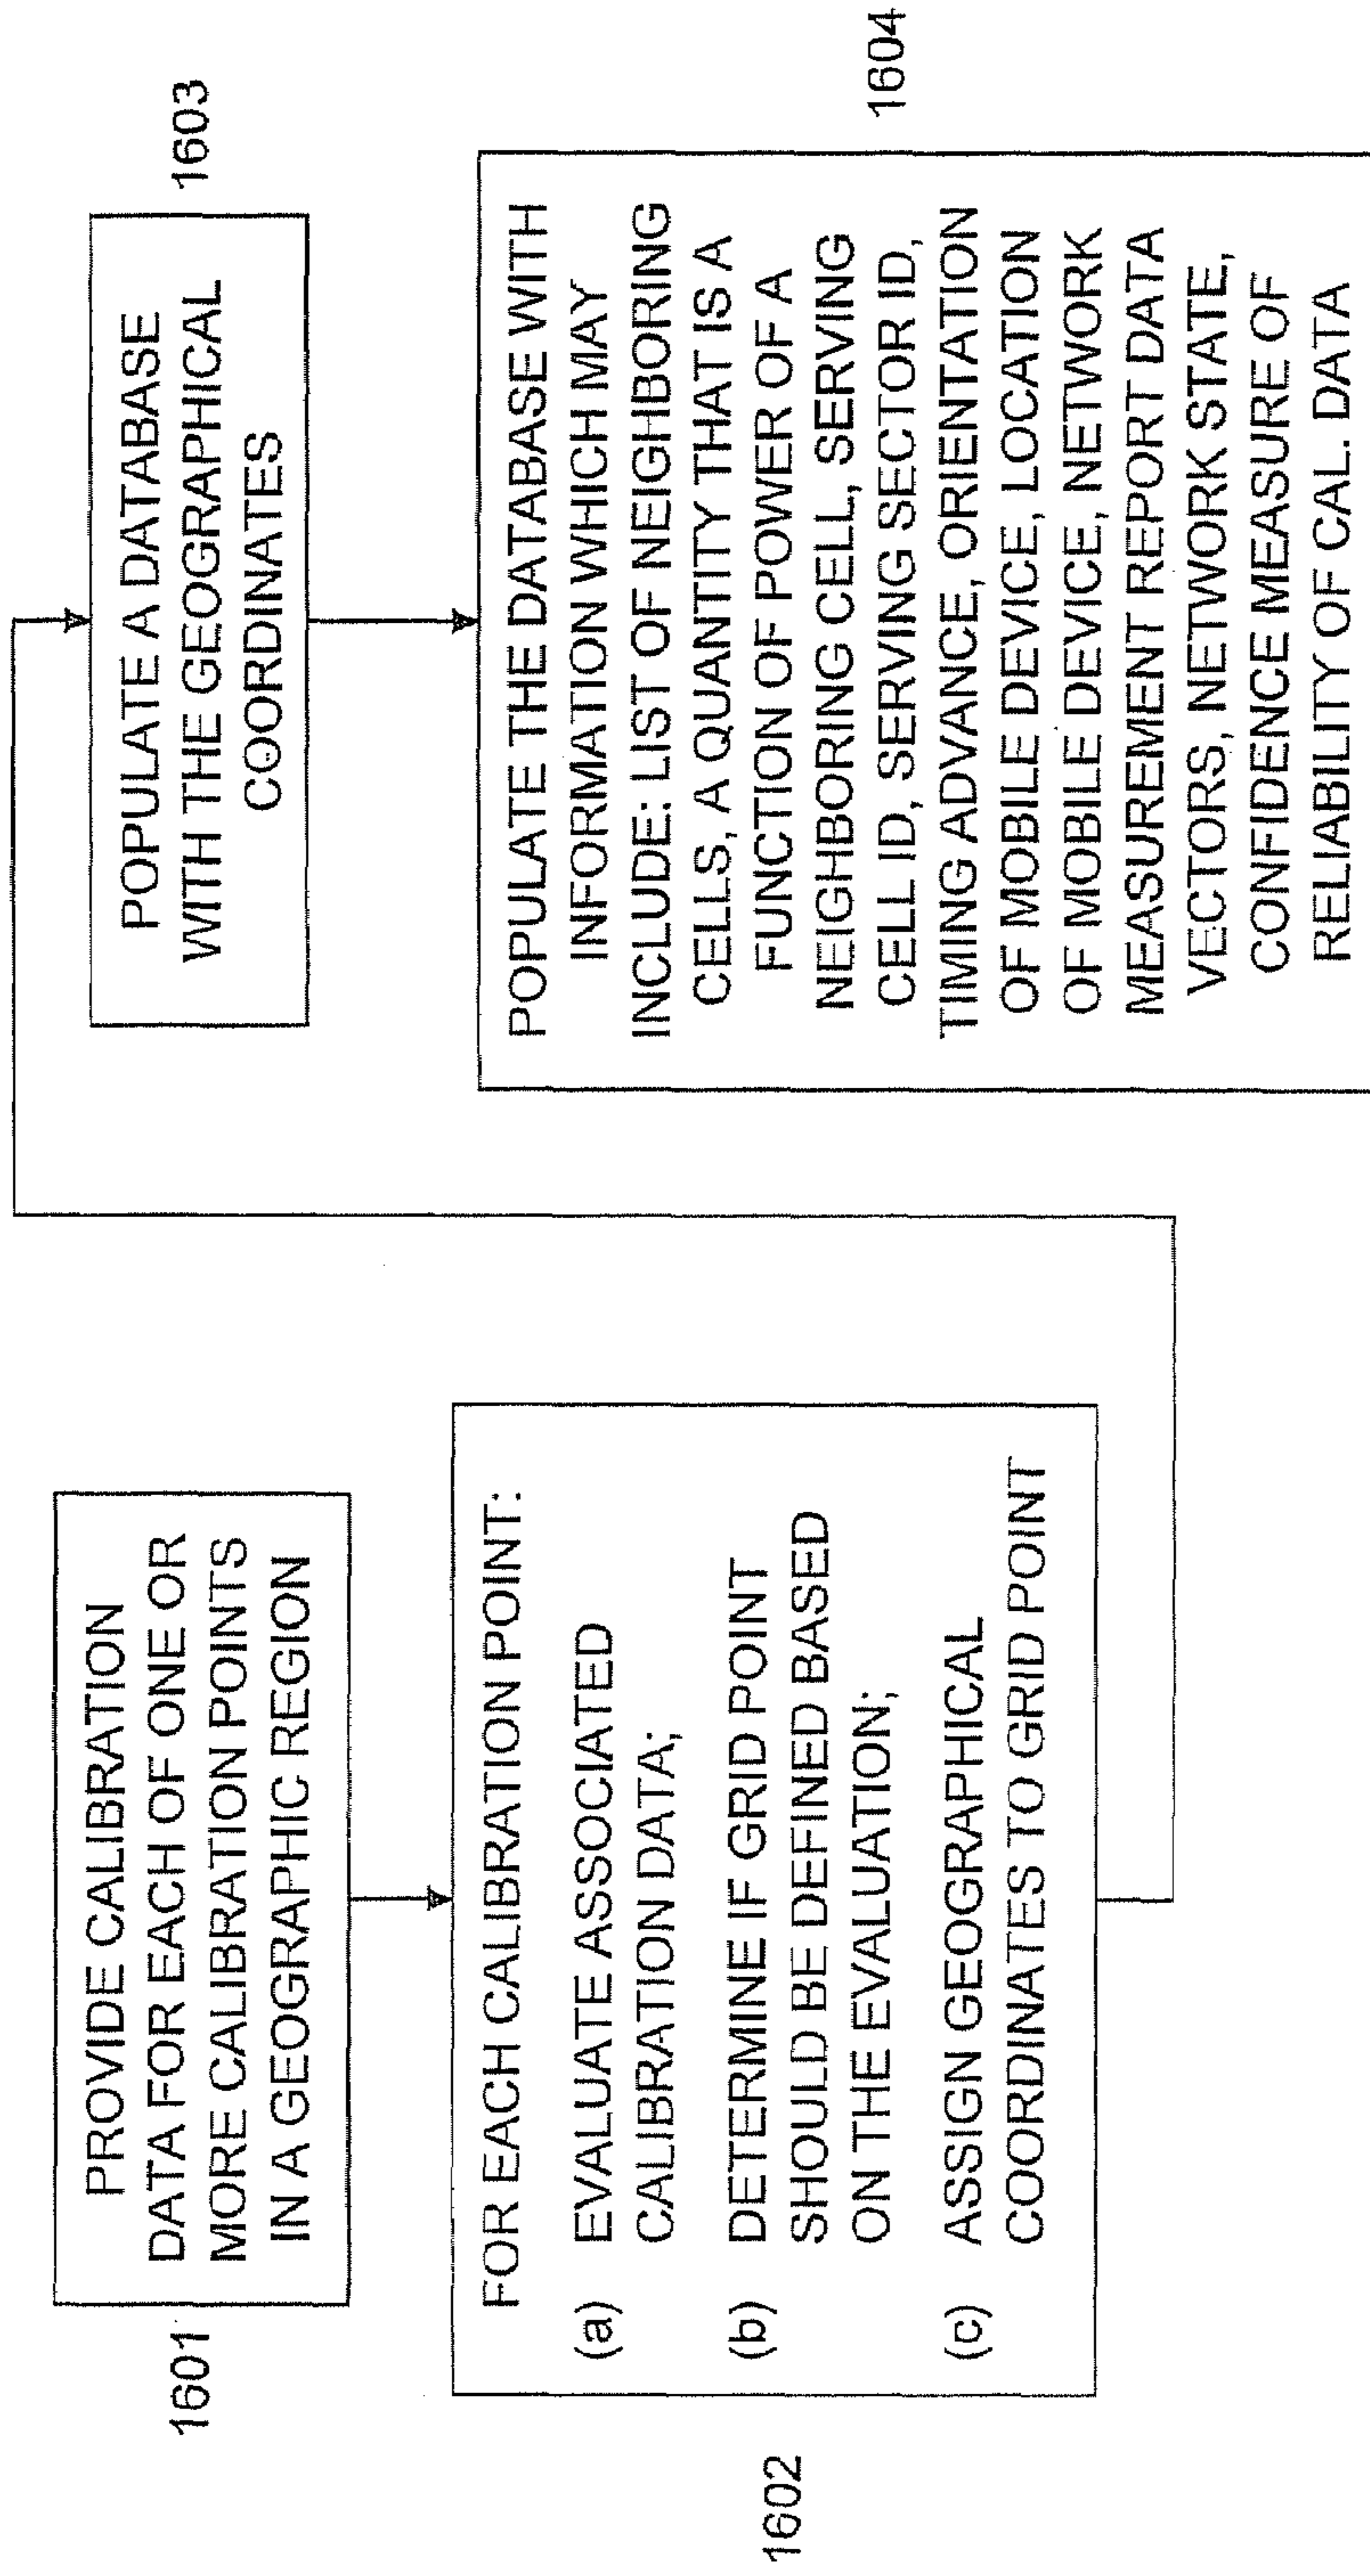 1601
PROVIDE CALIBRATION
DATA FOR EACH OF ONE OR
MORE CALIBRATION POINTS
IN A GEOGRAPHIC REGION
1602
FOR EACH CALIBRATION POINT:
(a) EVALUATE ASSOCIATED
CALIBRATION DATA;
(b) DETERMINE IF GRID POINT
SHOULD BE DEFINED BASED
ON THE EVALUATION;
(c) ASSIGN GEOGRAPHICAL
COORDINATES TO GRID POINT
1603
POPULATE A DATABASE
WITH THE GEOGRAPHICAL
COORDINATES
1604
POPULATE THE DATABASE WITH
INFORMATION WHICH MAY
INCLUDE: LIST OF NEIGHBORING
CELLS, A QUANTITY THAT IS A
FUNCTION OF POWER OF A
NEIGHBORING CELL, SERVING
CELL ID, SERVING SECTOR ID,
TIMING ADVANCE, ORIENTATION
OF MOBILE DEVICE, LOCATION
OF MOBILE DEVICE, NETWORK
MEASUREMENT REPORT DATA
VECTORS, NETWORK STATE,
CONFIDENCE MEASURE OF
RELIABILITY OF CAL. DATA